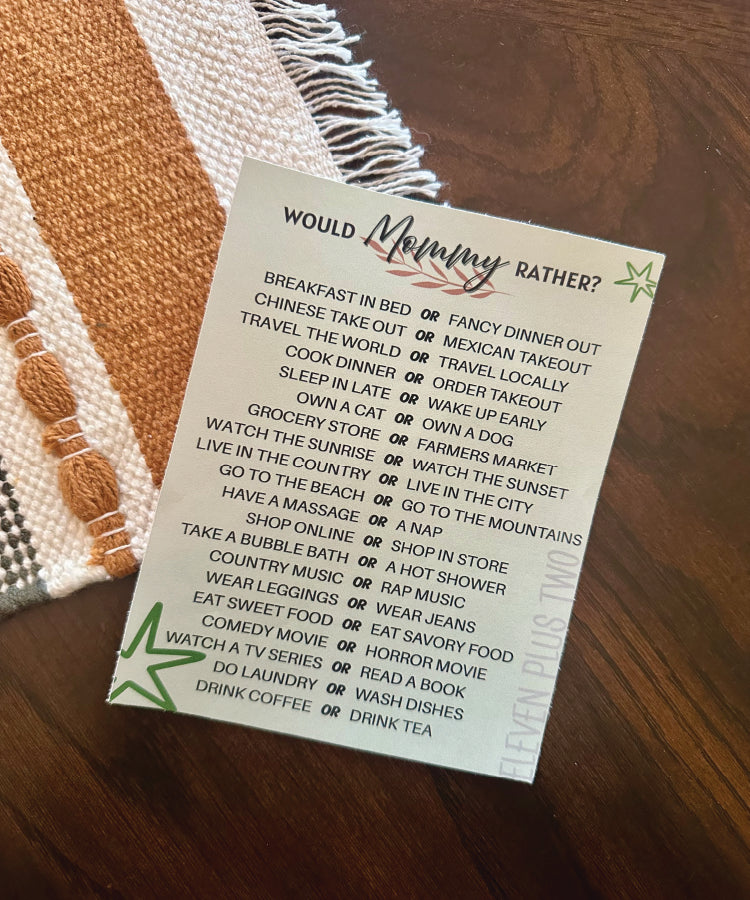 WOULD Mommy RATHER?
BREAKFAST IN BED OR FANCY DINNER OUT
CHINESE TAKE OUT OR MEXICAN TAKEOUT
TRAVEL THE WORLD OR TRAVEL LOCALLY
COOK DINNER OR ORDER TAKEOUT
SLEEP IN LATE OR WAKE UP EARLY
OWN A CAT OR OWN A DOG
GROCERY STORE OR FARMERS MARKET
WATCH THE SUNRISE OR WATCH THE SUNSET
LIVE IN THE COUNTRY OR LIVE IN THE CITY
GO TO THE BEACH OR GO TO THE MOUNTAINS
HAVE A MASSAGE OR A NAP
SHOP ONLINE OR SHOP IN STORE
TAKE A BUBBLE BATH OR A HOT SHOWER
COUNTRY MUSIC OR RAP MUSIC
WEAR LEGGINGS OR WEAR JEANS
EAT SWEET FOOD OR EAT SAVORY FOOD
COMEDY MOVIE OR HORROR MOVIE
WATCH A TV SERIES OR READ A BOOK
DO LAUNDRY OR WASH DISHES
DRINK COFFEE OR DRINK TEA
ELEVEN PLUS TWO